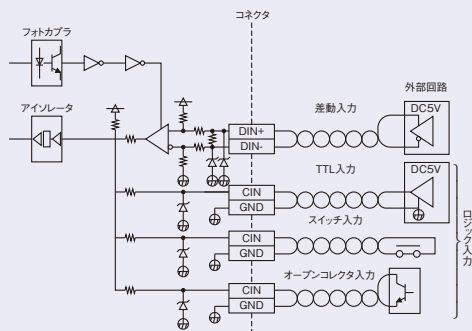 コネクタ
フォトカプラ
外部回路
アイソレータ
差動入力
DC5V
DIN+
DIN-
TTL入力
DC5V
CIN
GND
スイッチ入力
CIN
GND
オープンコレクタ入力
CIN
GND
ロジック入力